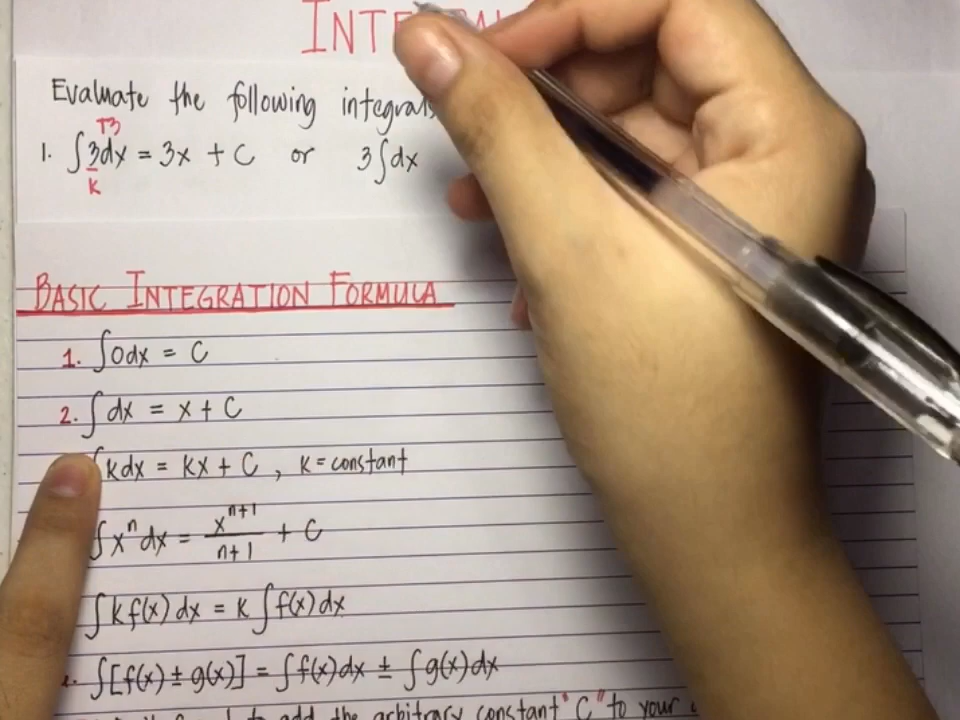 Evaluate the following integrals
T3
1. ∫3dx = 3x + C or 3∫dx
k
BASIC INTEGRATION FORMULA
1. ∫0dx = C
2. ∫dx = x + C
∫kdx = kx + C , k = constant
∫xⁿdx = xⁿ⁺¹/n+1 + C
∫kf(x)dx = k∫f(x)dx
∫[f(x) ± g(x)] = ∫f(x)dx ± ∫g(x)dx
to add the arbitrary constant "C" to your